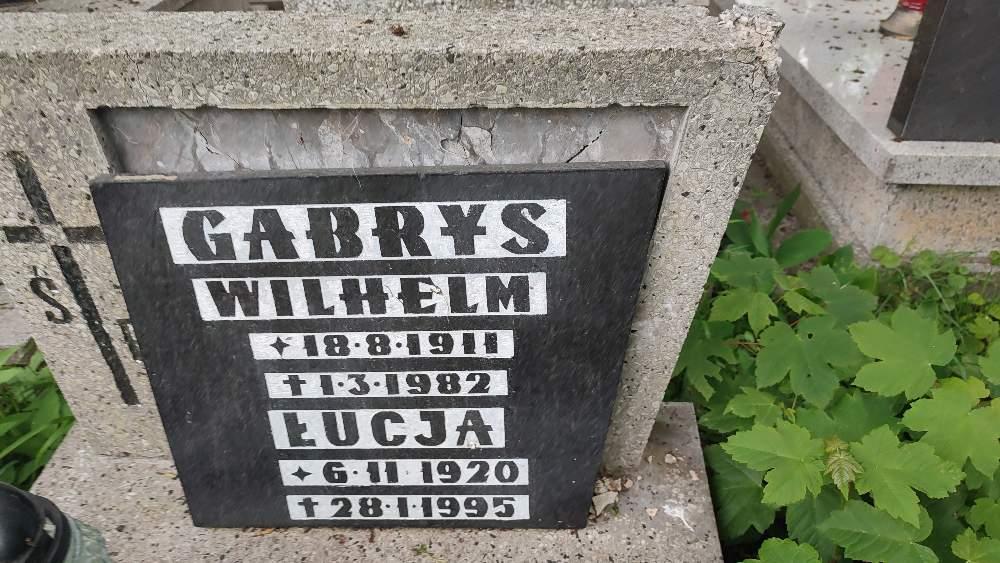 Ś P
GABRYS
WILHELM
18·8·1911
✝1·3·1982
ŁUCJA
6·11·1920
✝28·1·1995